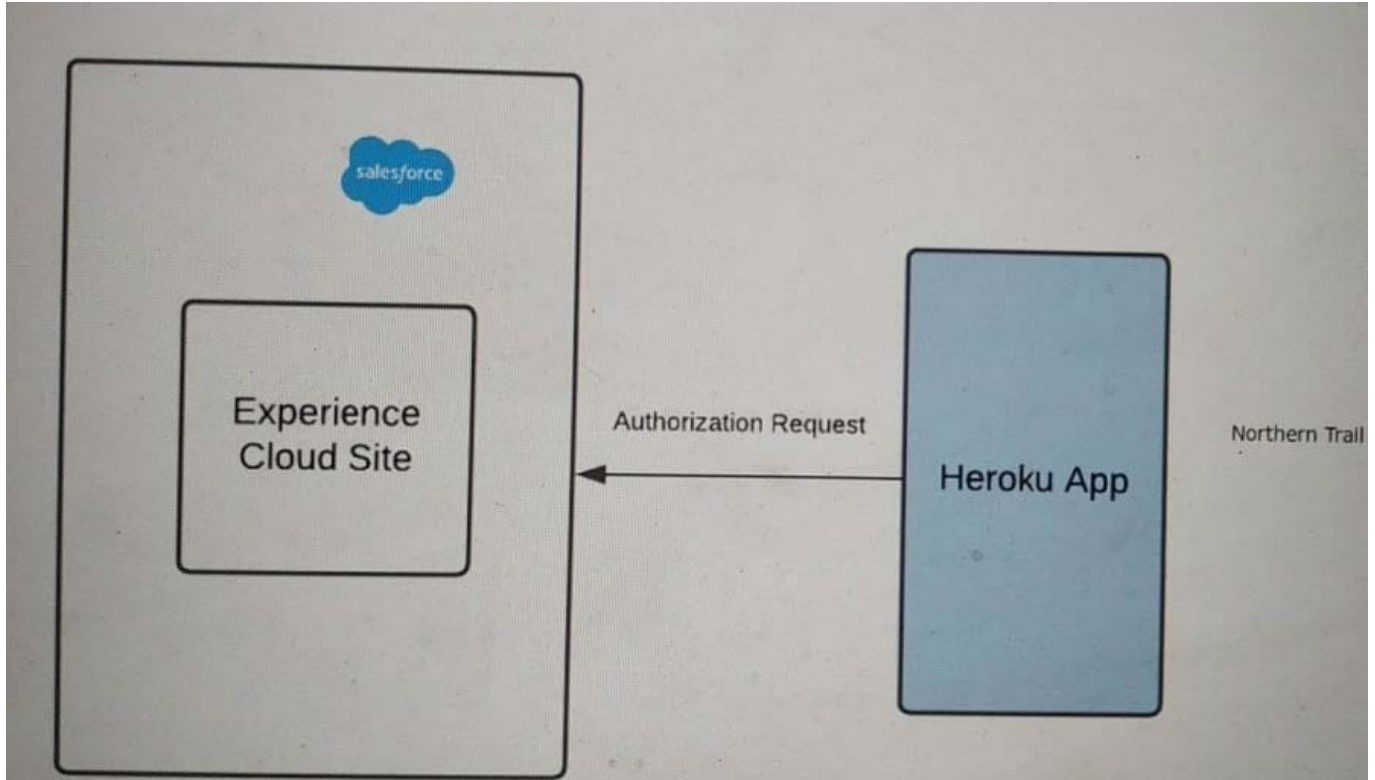 salesforce
Experience
Cloud Site
Authorization Request
Heroku App
Northern Trail